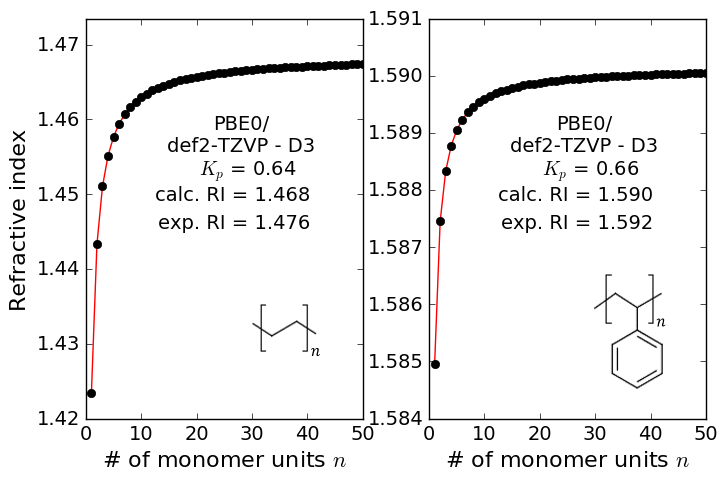 Refractive index
1.47
1.46
1.45
1.44
1.43
1.42
PBE0/
def2-TZVP - D3
K_p = 0.64
calc. RI = 1.468
exp. RI = 1.476
n
0 10 20 30 40 50
# of monomer units n
1.591
1.590
1.589
1.588
1.587
1.586
1.585
1.584
PBE0/
def2-TZVP - D3
K_p = 0.66
calc. RI = 1.590
exp. RI = 1.592
n
0 10 20 30 40 50
# of monomer units n